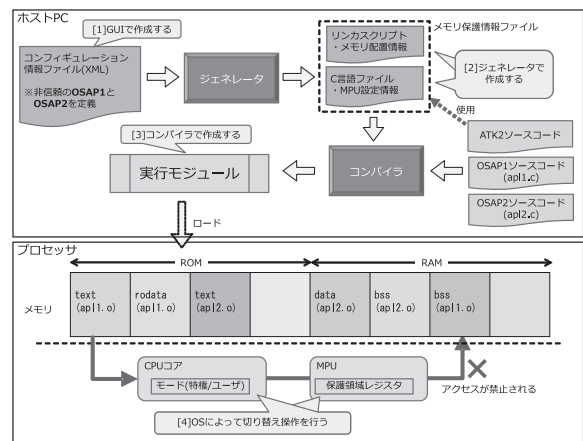 ホストPC
[1]GUIで作成する
コンフィギュレーション
情報ファイル(XML)
※非信頼のOSAP1と
OSAP2を定義
ジェネレータ
メモリ保護情報ファイル
リンカスクリプト
・メモリ配置情報
C言語ファイル
・MPU設定情報
[2]ジェネレータで
作成する
使用
[3]コンパイラで作成する
実行モジュール
コンパイラ
ATK2ソースコード
OSAP1ソースコード
(apl1.c)
OSAP2ソースコード
(apl2.c)
ロード
プロセッサ
ROM
RAM
メモリ
text
(apl1.o)
rodata
(apl1.o)
text
(apl2.o)
data
(apl2.o)
bss
(apl2.o)
bss
(apl1.o)
CPUコア
モード(特権/ユーザ)
MPU
保護領域レジスタ
アクセスが禁止される
[4]OSによって切り替え操作を行う